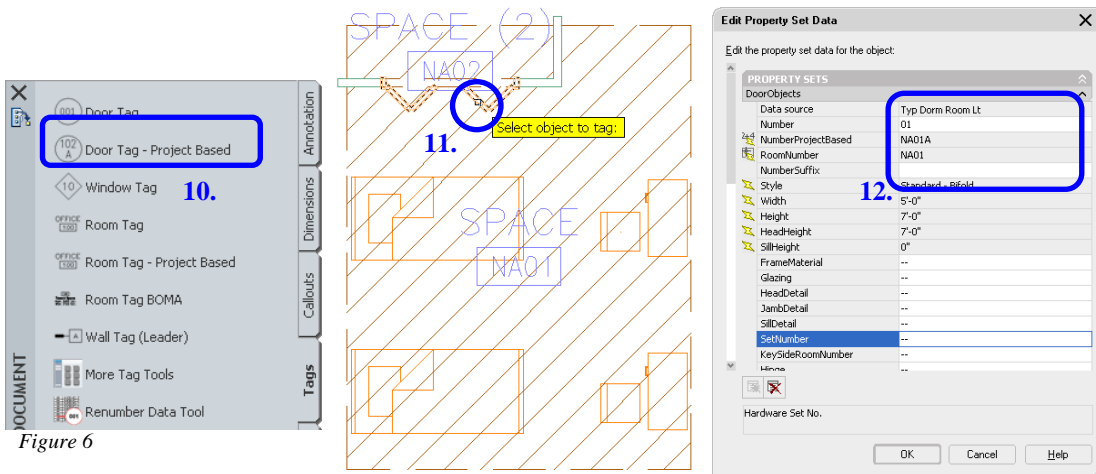 001 Door Tag
102 A Door Tag - Project Based
10.
10 Window Tag
OFFICE 100 Room Tag
OFFICE 100 Room Tag - Project Based
Room Tag BOMA
A Wall Tag (Leader)
More Tag Tools
001 Renumber Data Tool
Annotation
Dimensions
Callouts
Tags
DOCUMENT
Figure 6
SPACE (2)
NA02
Select object to tag:
11.
SPACE
NA01
Edit Property Set Data
Edit the property set data for the object:
PROPERTY SETS
DoorObjects
Data source Typ Dorm Room Lt
Number 01
NumberProjectBased NA01A
RoomNumber NA01
NumberSuffix
12.
Style Standard - Bifold
Width 5'-0"
Height 7'-0"
HeadHeight 7'-0"
SillHeight 0"
FrameMaterial --
Glazing --
HeadDetail --
JambDetail --
SillDetail --
SetNumber --
KeySideRoomNumber --
Hinge --
Hardware Set No.
OK Cancel Help